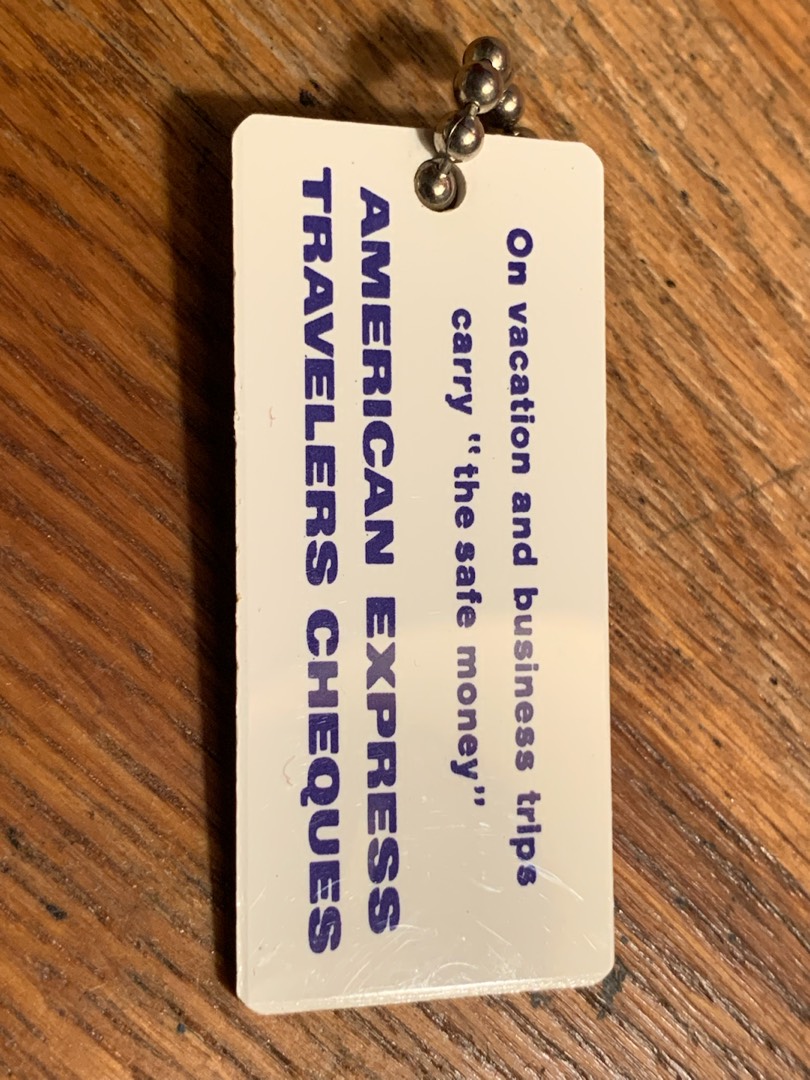 On vacation and business trips
carry "the safe money"
AMERICAN EXPRESS
TRAVELERS CHEQUES